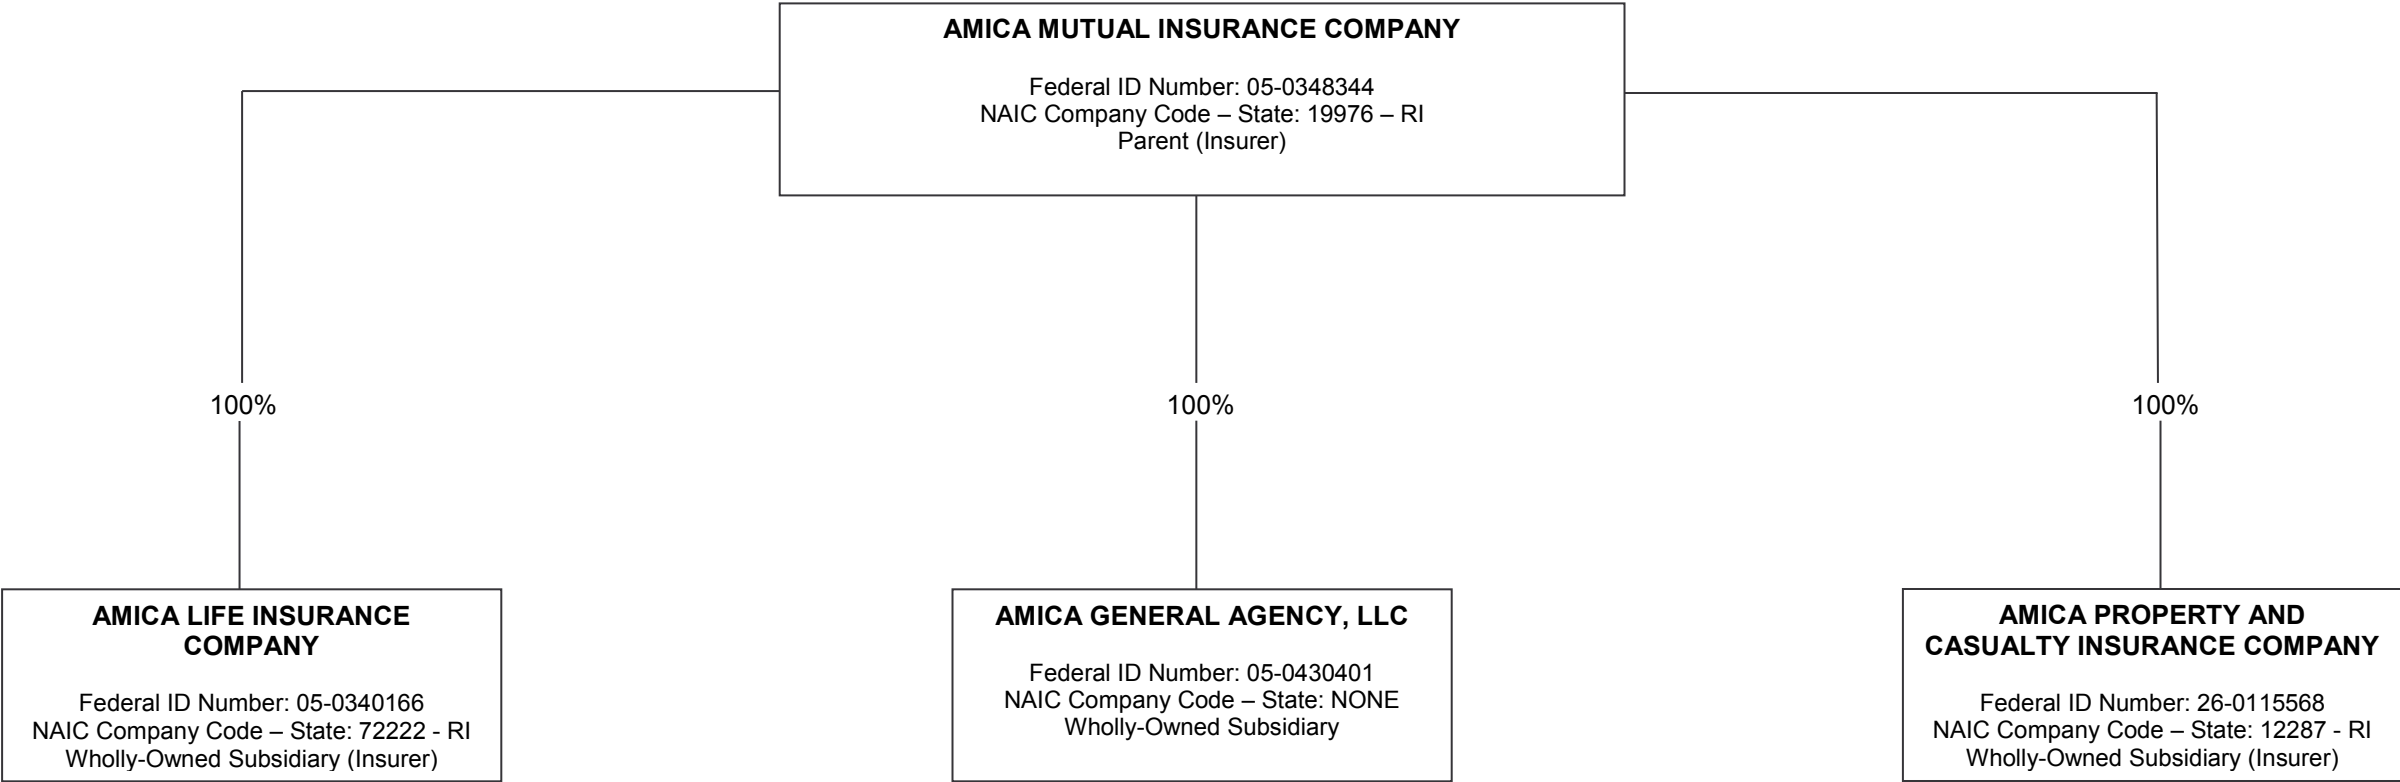 AMICA MUTUAL INSURANCE COMPANY
Federal ID Number: 05-0348344
NAIC Company Code – State: 19976 – RI
Parent (Insurer)
100%
100%
100%
AMICA LIFE INSURANCE
COMPANY
Federal ID Number: 05-0340166
NAIC Company Code – State: 72222 - RI
Wholly-Owned Subsidiary (Insurer)
AMICA GENERAL AGENCY, LLC
Federal ID Number: 05-0430401
NAIC Company Code – State: NONE
Wholly-Owned Subsidiary
AMICA PROPERTY AND
CASUALTY INSURANCE COMPANY
Federal ID Number: 26-0115568
NAIC Company Code – State: 12287 - RI
Wholly-Owned Subsidiary (Insurer)